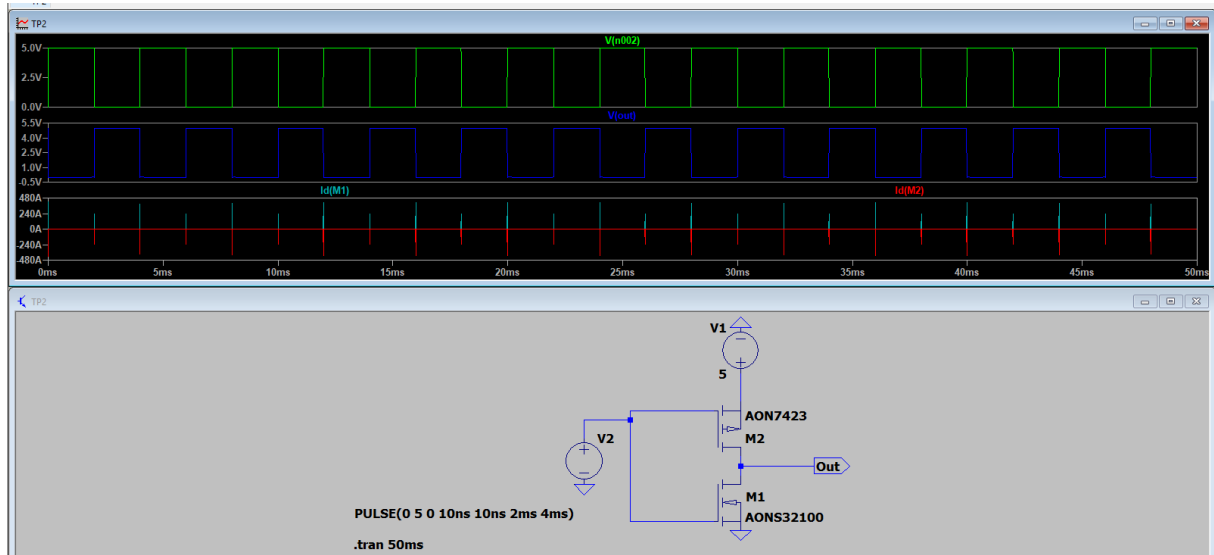 TP2
V(n002)
5.0V
2.5V
0.0V
V(out)
5.5V
4.0V
2.5V
1.0V
-0.5V
Id(M1) Id(M2)
480A
240A
0A
-240A
-480A
0ms 5ms 10ms 15ms 20ms 25ms 30ms 35ms 40ms 45ms 50ms
TP2
V1
5
AON7423
M2
V2
Out
M1
AONS32100
PULSE(0 5 0 10ns 10ns 2ms 4ms)
.tran 50ms